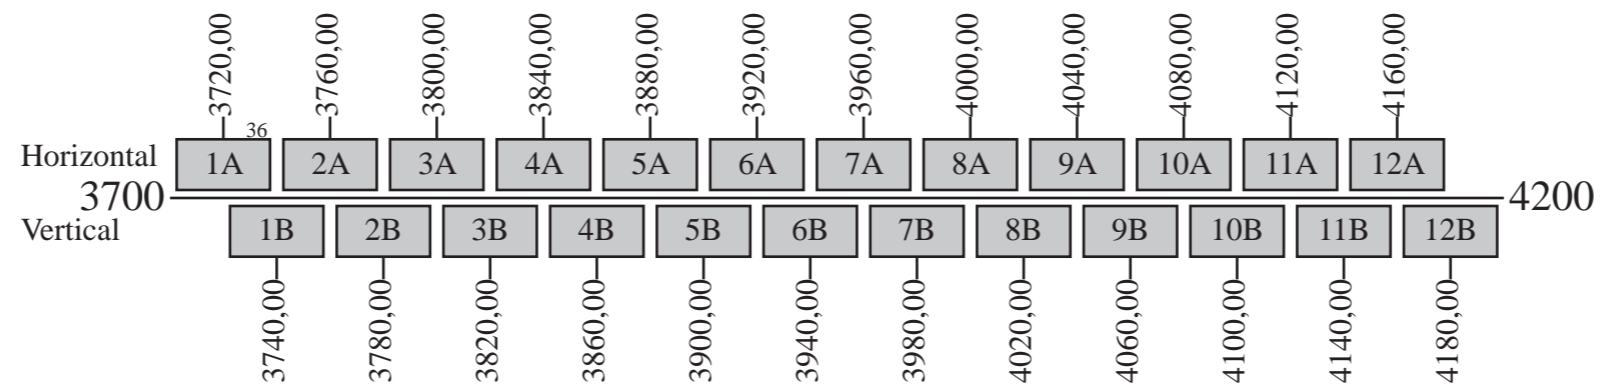 3720,00 3760,00 3800,00 3840,00 3880,00 3920,00 3960,00 4000,00 4040,00 4080,00 4120,00 4160,00
36
Horizontal 1A 2A 3A 4A 5A 6A 7A 8A 9A 10A 11A 12A
3700 4200
Vertical 1B 2B 3B 4B 5B 6B 7B 8B 9B 10B 11B 12B
3740,00 3780,00 3820,00 3860,00 3900,00 3940,00 3980,00 4020,00 4060,00 4100,00 4140,00 4180,00